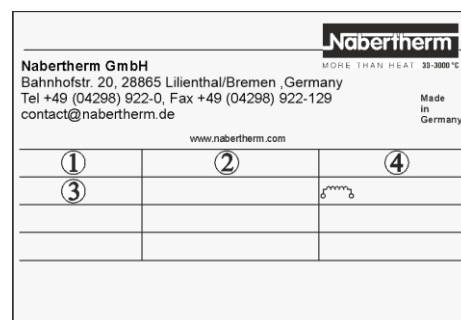 Nabertherm
MORE THAN HEAT 30-3000 °C
Nabertherm GmbH
Bahnhofstr. 20, 28865 Lilienthal/Bremen ,Germany
Tel +49 (04298) 922-0, Fax +49 (04298) 922-129
contact@nabertherm.de
Made
in
Germany
www.nabertherm.com
① ② ④
③